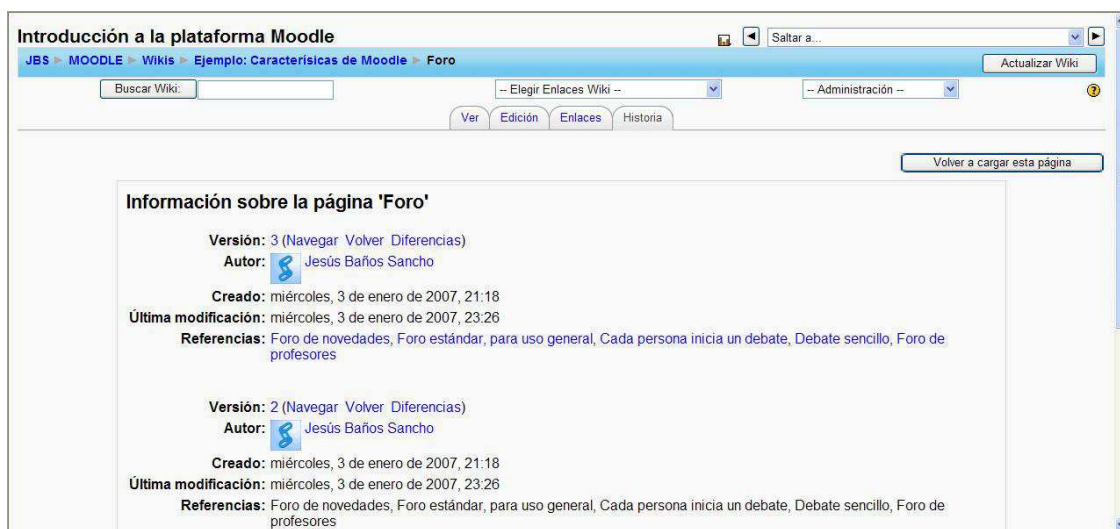 Introducción a la plataforma Moodle
Saltar a...
JBS ► MOODLE ► Wikis ► Ejemplo: Caracterísicas de Moodle ► Foro
Actualizar Wiki
Buscar Wiki:
-- Elegir Enlaces Wiki --
-- Administración --
Ver Edición Enlaces Historia
Volver a cargar esta página
Información sobre la página 'Foro'
Versión: 3 (Navegar Volver Diferencias)
Autor: Jesús Baños Sancho
Creado: miércoles, 3 de enero de 2007, 21:18
Última modificación: miércoles, 3 de enero de 2007, 23:26
Referencias: Foro de novedades, Foro estándar, para uso general, Cada persona inicia un debate, Debate sencillo, Foro de
profesores
Versión: 2 (Navegar Volver Diferencias)
Autor: Jesús Baños Sancho
Creado: miércoles, 3 de enero de 2007, 21:18
Última modificación: miércoles, 3 de enero de 2007, 23:26
Referencias: Foro de novedades, Foro estándar, para uso general, Cada persona inicia un debate, Debate sencillo, Foro de
profesores